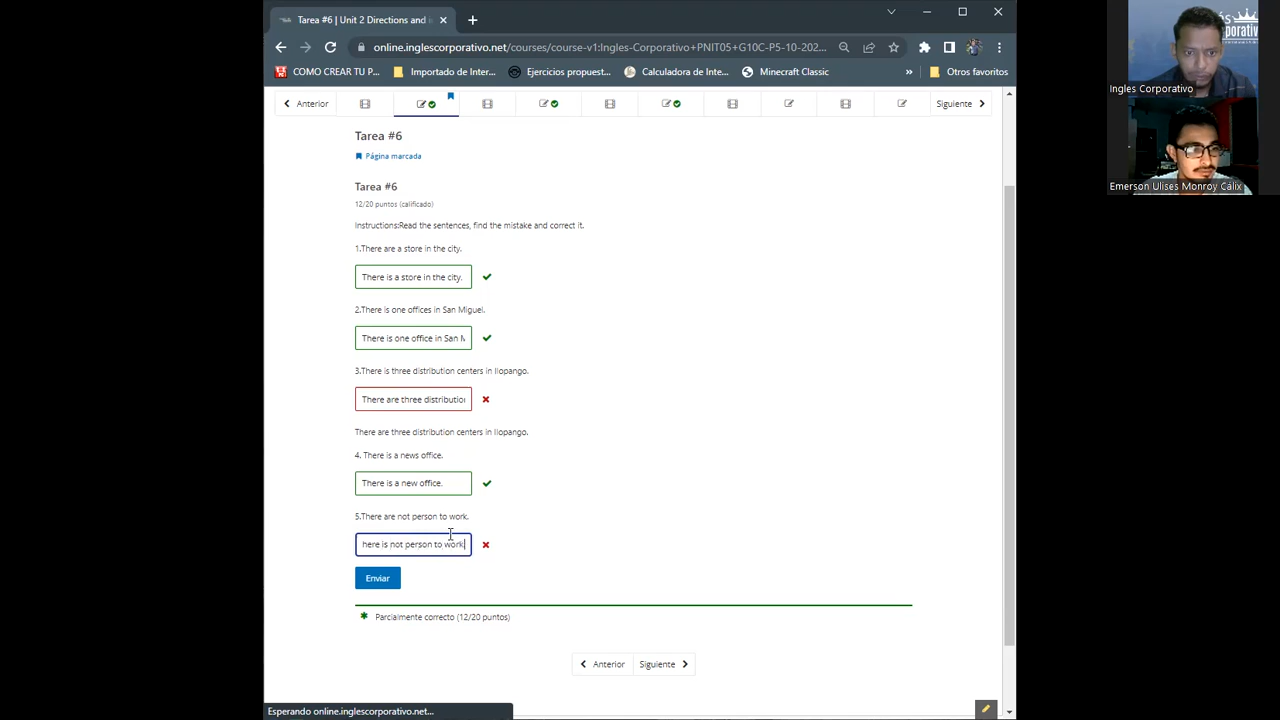 Tarea #6 | Unit 2 Directions and
online.inglescorporativo.net/courses/course-v1:Ingles-Corporativo+PNIT05+G10C-P5-10-202...
COMO CREAR TU P...
Importado de Inter...
Ejercicios propuest...
Calculadora de Inte...
Minecraft Classic
»
Otros favoritos
Anterior
Siguiente
Tarea #6
Página marcada
Tarea #6
12/20 puntos (calificado)
Instructions:Read the sentences, find the mistake and correct it.
1.There are a store in the city.
There is a store in the city.
2.There is one offices in San Miguel.
There is one office in San
3.There is three distribution centers in Ilopango.
There are three distribution
There are three distribution centers in Ilopango.
4. There is a news office.
There is a new office.
5.There are not person to work.
here is not person to work
Enviar
Parcialmente correcto (12/20 puntos)
Anterior
Siguiente
Esperando online.inglescorporativo.net...
Ingles Corporativo
Emerson Ulises Monroy Cálix